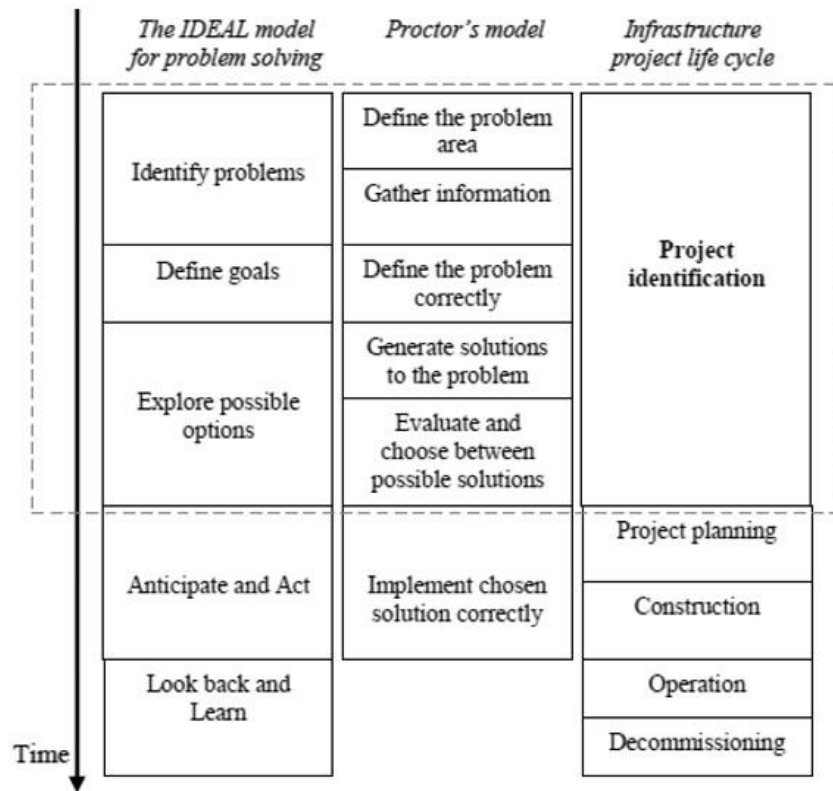 The IDEAL model
for problem solving
Proctor's model
Infrastructure
project life cycle
Identify problems
Define goals
Explore possible
options
Anticipate and Act
Look back and
Learn
Define the problem
area
Gather information
Define the problem
correctly
Generate solutions
to the problem
Evaluate and
choose between
possible solutions
Implement chosen
solution correctly
Project
identification
Project planning
Construction
Operation
Decommissioning
Time